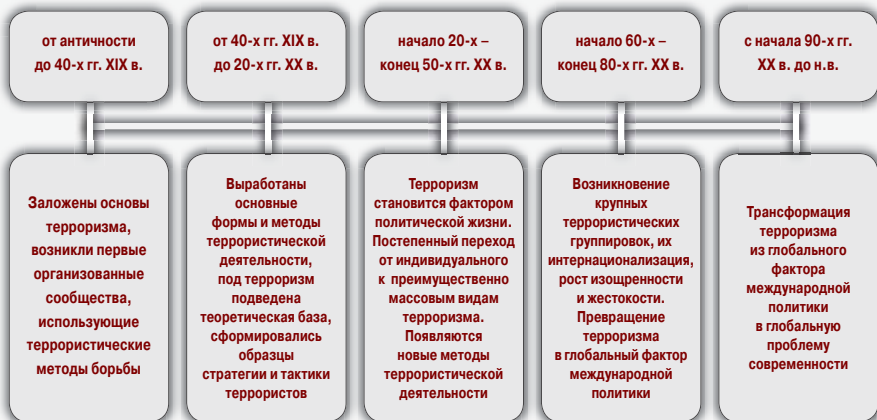 от античности
до 40-х гг. XIX в.
от 40-х гг. XIX в.
до 20-х гг. XX в.
начало 20-х –
конец 50-х гг. XX в.
начало 60-х –
конец 80-х гг. XX в.
с начала 90-х гг.
XX в. до н.в.
Заложены основы
терроризма,
возникли первые
организованные
сообщества,
использующие
террористические
методы борьбы
Выработаны
основные
формы и методы
террористической
деятельности,
под терроризм
подведена
теоретическая база,
сформировались
образцы
стратегии и тактики
террористов
Терроризм
становится фактором
политической жизни.
Постепенный переход
от индивидуального
к преимущественно
массовым видам
терроризма.
Появляются
новые методы
террористической
деятельности
Возникновение
крупных
террористических
группировок, их
интернационализация,
рост изощренности
и жестокости.
Превращение
терроризма
в глобальный фактор
международной
политики
Трансформация
терроризма
из глобального
фактора
международной
политики
в глобальную
проблему
современности